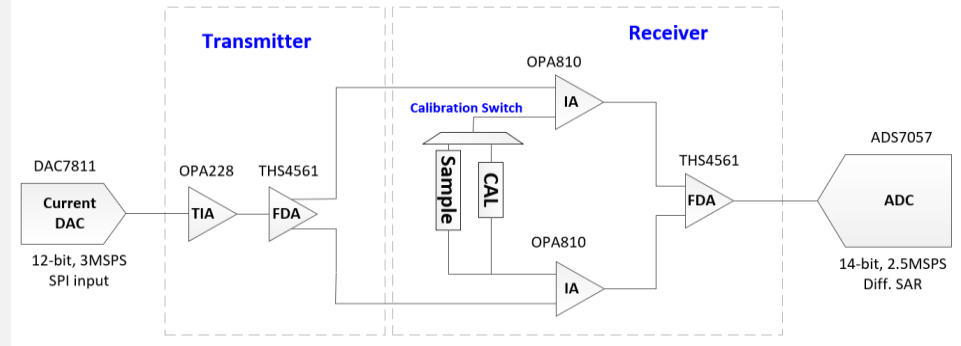 Transmitter
Receiver
OPA810
IA
Calibration Switch
DAC7811
Current
DAC
12-bit, 3MSPS
SPI input
OPA228
TIA
THS4561
FDA
Sample
CAL
OPA810
IA
THS4561
FDA
ADS7057
ADC
14-bit, 2.5MSPS
Diff. SAR